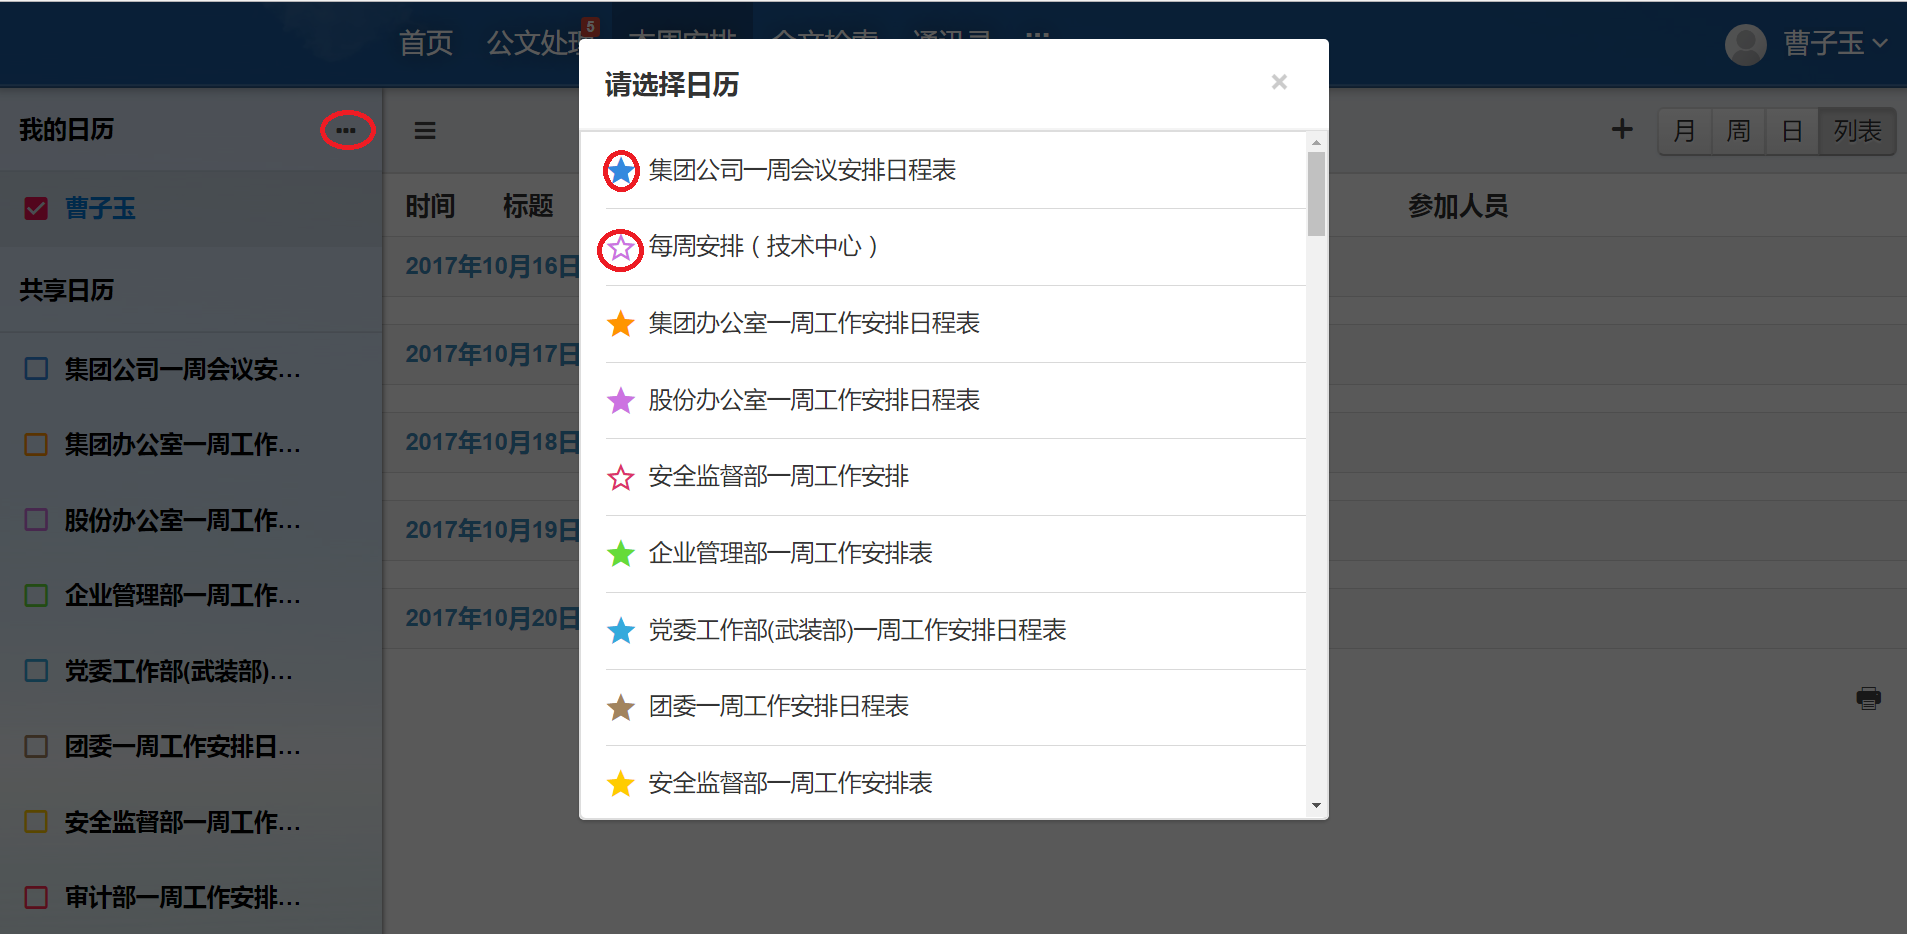 首页
公文处理
5
本周安排
全文检索
通讯录
曹子玉
我的日历
曹子玉
共享日历
集团公司一周会议安...
集团办公室一周工作...
股份办公室一周工作...
企业管理部一周工作...
党委工作部(武装部)...
团委一周工作安排日...
安全监督部一周工作...
审计部一周工作安排...
月 周 日 列表
时间 标题 参加人员
2017年10月16日
2017年10月17日
2017年10月18日
2017年10月19日
2017年10月20日
请选择日历
×
集团公司一周会议安排日程表
每周安排（技术中心）
集团办公室一周工作安排日程表
股份办公室一周工作安排日程表
安全监督部一周工作安排
企业管理部一周工作安排表
党委工作部(武装部)一周工作安排日程表
团委一周工作安排日程表
安全监督部一周工作安排表